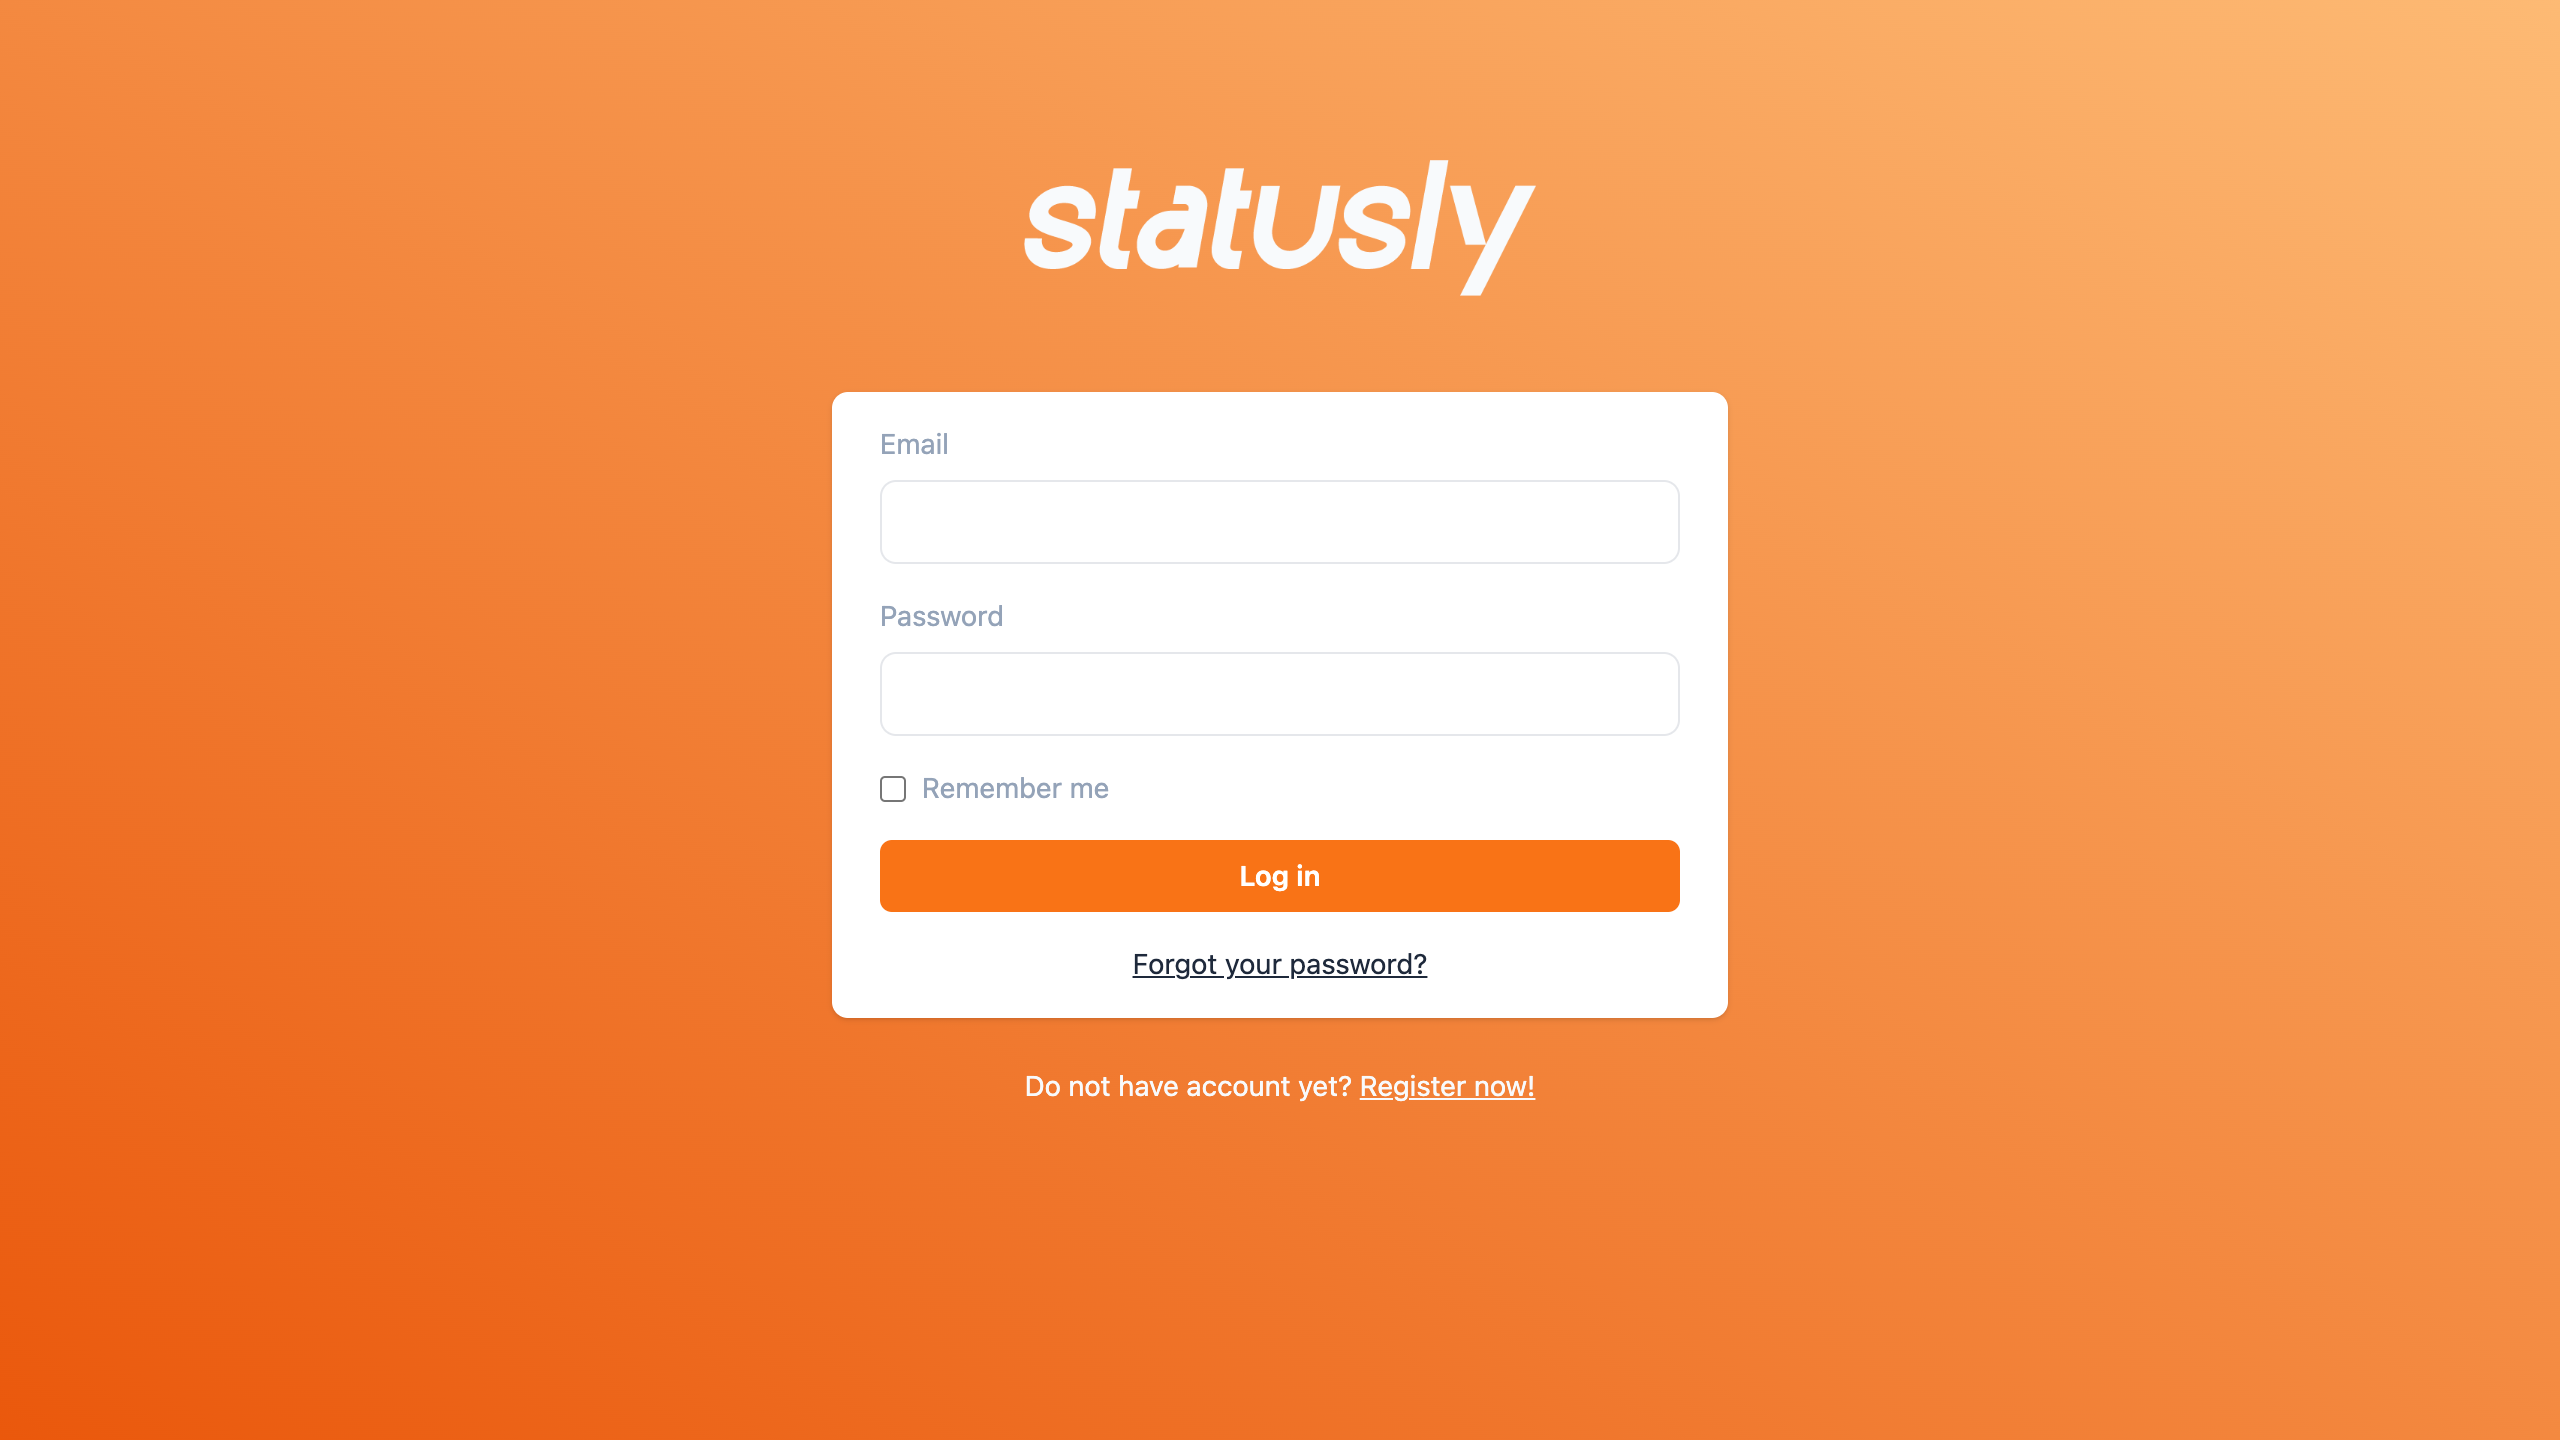 statusly
Email
Password
Remember me
Log in
Forgot your password?
Do not have account yet? Register now!